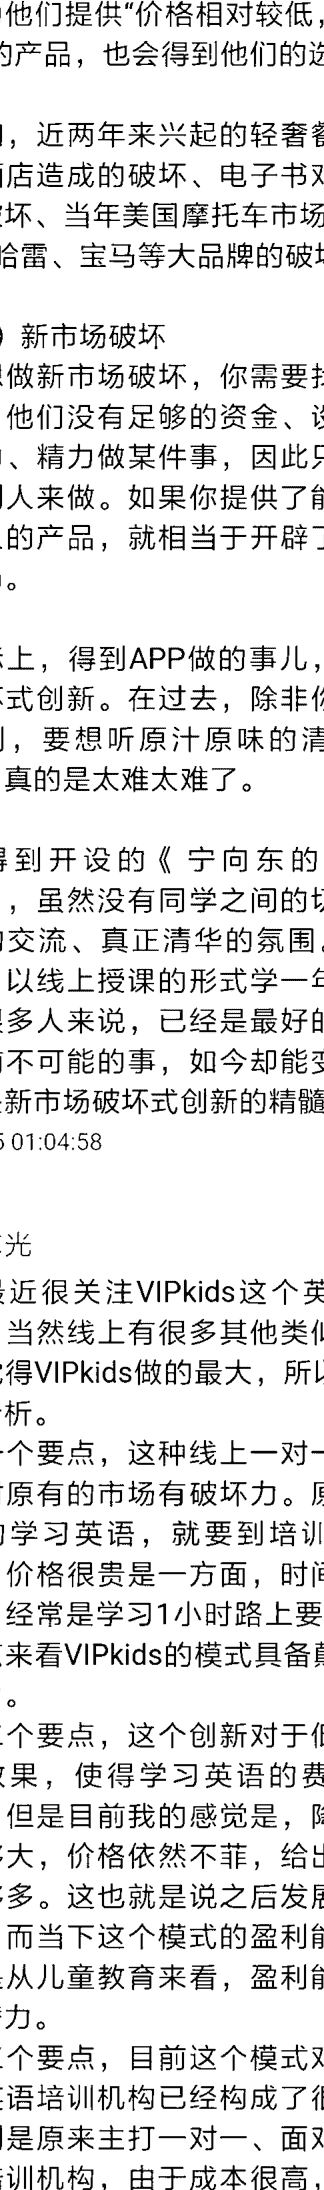 他们提供“价格相对较低，
的产品，也会得到他们的选
，近两年来兴起的轻奢餐
店造成的破坏、电子书对
坏、当年美国摩托车市场
哈雷、宝马等大品牌的破坏
）新市场破坏
做新市场破坏，你需要找
他们没有足够的资金、设
、精力做某件事，因此只
人来做。如果你提供了能
的产品，就相当于开辟了
。
上，得到APP做的事儿，
式创新。在过去，除非你
，要想听原汁原味的清
真的是太难太难了。
得到开设的《宁向东的
，虽然没有同学之间的切
交流、真正清华的氛围
以线上授课的形式学一年
很多人来说，已经是最好的
不可能的事，如今却能变
新市场破坏式创新的精髓
5 01:04:58
光
最近很关注VIPkids这个英
当然线上有很多其他类似
得VIPkids做的最大，所以
析。
个要点，这种线上一对一
原有的市场有破坏力。原
学习英语，就要到培训
价格很贵是一方面，时间
经常是学习1小时路上要
来看VIPkids的模式具备颠
。
个要点，这个创新对于低
效果，使得学习英语的费
但是目前我的感觉是，降
大，价格依然不菲，给出
多。这也就是说之后发展
而当下这个模式的盈利能
从儿童教育来看，盈利能
力。
个要点，目前这个模式对
英语培训机构已经构成了很
是原来主打一对一、面对
培训机构，由于成本很高，